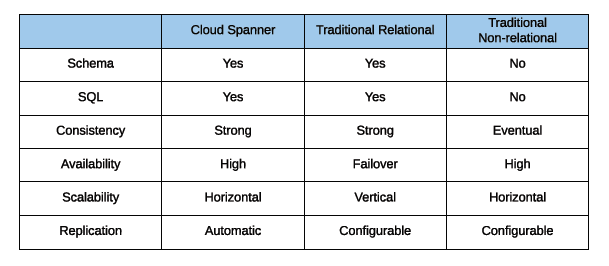 Cloud Spanner Traditional Relational Traditional
Non-relational
Schema Yes Yes No
SQL Yes Yes No
Consistency Strong Strong Eventual
Availability High Failover High
Scalability Horizontal Vertical Horizontal
Replication Automatic Configurable Configurable